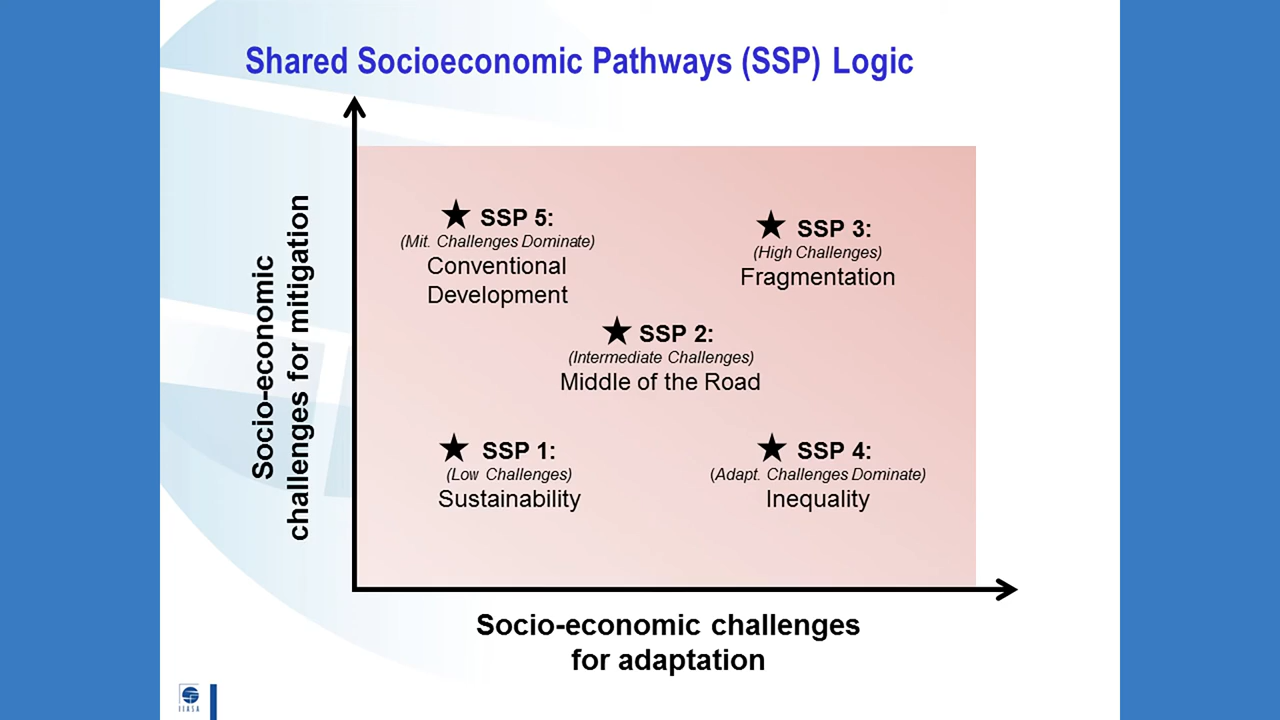 Shared Socioeconomic Pathways (SSP) Logic
Socio-economic
challenges for mitigation
★ SSP 5:
(Mit. Challenges Dominate)
Conventional
Development
★ SSP 3:
(High Challenges)
Fragmentation
★ SSP 2:
(Intermediate Challenges)
Middle of the Road
★ SSP 1:
(Low Challenges)
Sustainability
★ SSP 4:
(Adapt. Challenges Dominate)
Inequality
Socio-economic challenges
for adaptation
IIASA